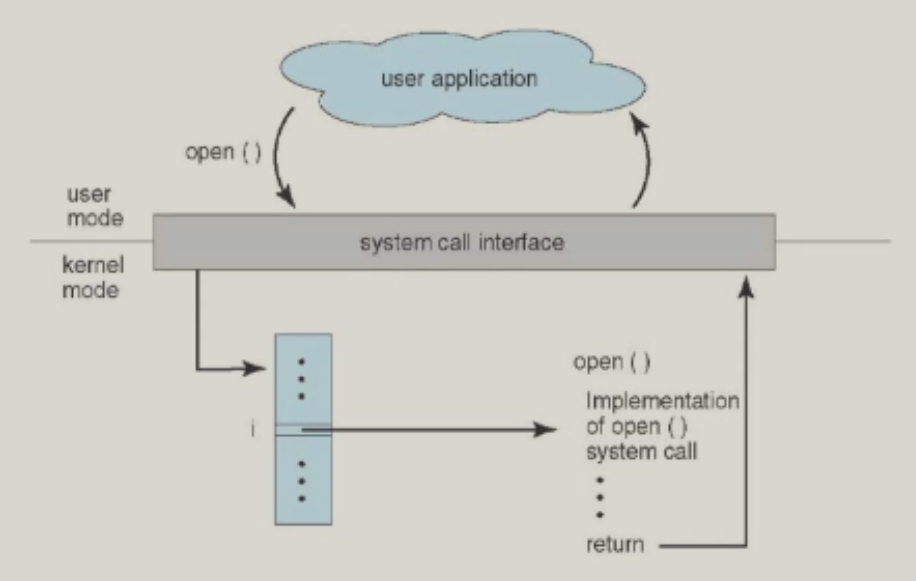 user application
open ( )
user
mode
system call interface
kernel
mode
open ( )
i
Implementation
of open ( )
system call
return